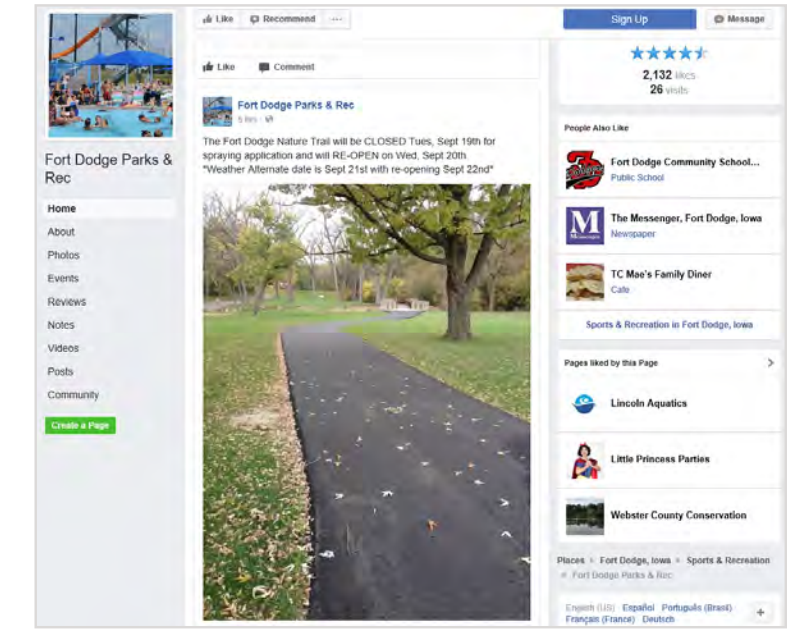 Like Recommend ...
Sign Up
Message
Fort Dodge Parks & Rec
Home
About
Photos
Events
Reviews
Notes
Videos
Posts
Community
Create a Page
Like Comment
Fort Dodge Parks & Rec
5 hrs
The Fort Dodge Nature Trail will be CLOSED Tues, Sept 19th for
spraying application and will RE-OPEN on Wed, Sept 20th
*Weather Alternate date is Sept 21st with re-opening Sept 22nd*
2,132 likes
26 visits
People Also Like
Fort Dodge Community School...
Public School
M
The Messenger, Fort Dodge, Iowa
Newspaper
TC Mae's Family Diner
Cafe
Sports & Recreation in Fort Dodge, Iowa
Pages liked by this Page
Lincoln Aquatics
Little Princess Parties
Webster County Conservation
Places Fort Dodge, Iowa Sports & Recreation
Fort Dodge Parks & Rec
English (US) Español Português (Brasil)
Français (France) Deutsch